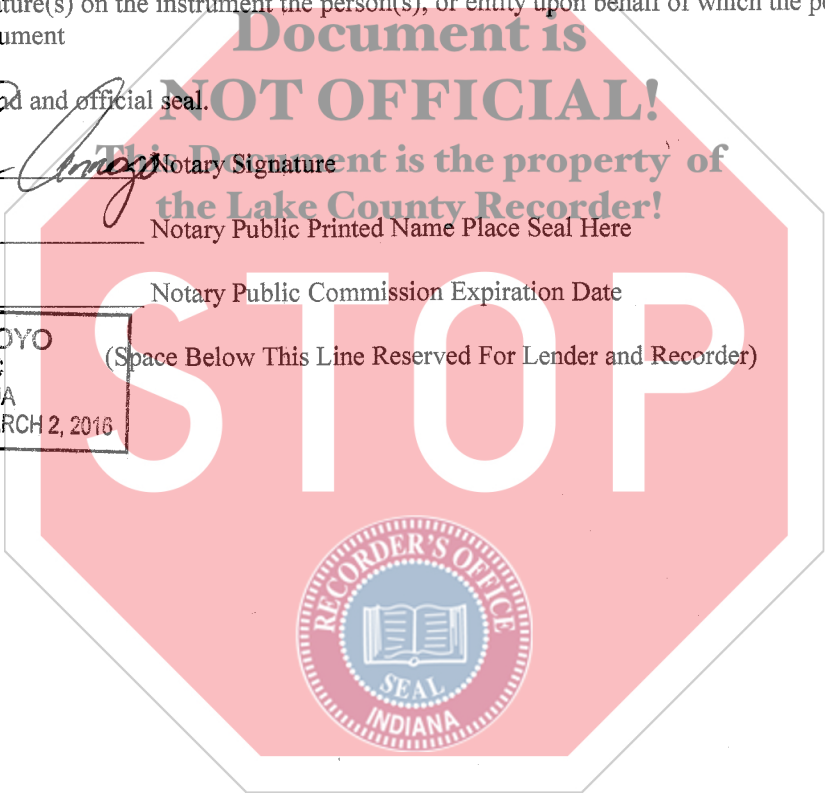 ture(s) on the instrument the person(s), or entity upon behalf of which the pe
ument
Document is
NOT OFFICIAL!
nd and official seal.
This Document is the property of
the Lake County Recorder!
Notary Signature
Notary Public Printed Name Place Seal Here
Notary Public Commission Expiration Date
OYO
(Space Below This Line Reserved For Lender and Recorder)
A
RCH 2, 2016
STOP
RECORDER'S OFFICE
SEAL
INDIANA